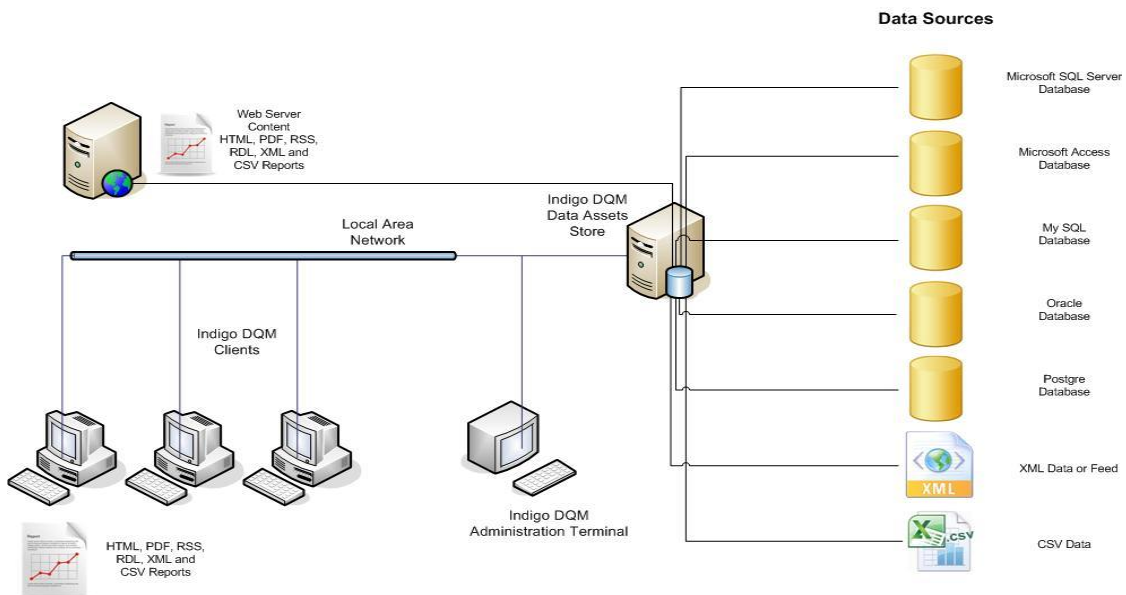 Data Sources
Microsoft SQL Server
Database
Web Server
Content
HTML, PDF, RSS,
RDL, XML and
CSV Reports
Report
Microsoft Access
Database
Indigo DQM
Data Assets
Store
Local Area
Network
My SQL
Database
Oracle
Database
Indigo DQM
Clients
Postgre
Database
XML
XML Data or Feed
Indigo DQM
Administration Terminal
X
.CSV
CSV Data
Report
HTML, PDF, RSS,
RDL, XML and
CSV Reports